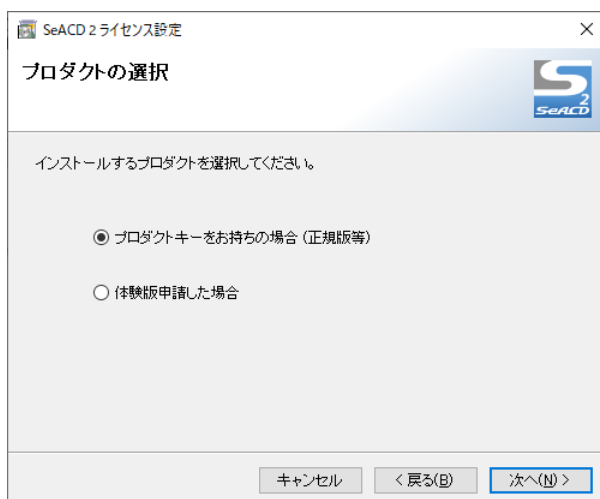 SeACD 2 ライセンス設定
プロダクトの選択
S2
SeACD
インストールするプロダクトを選択してください。
プロダクトキーをお持ちの場合 (正規版等)
体験版申請した場合
キャンセル
< 戻る(B)
次へ(N) >